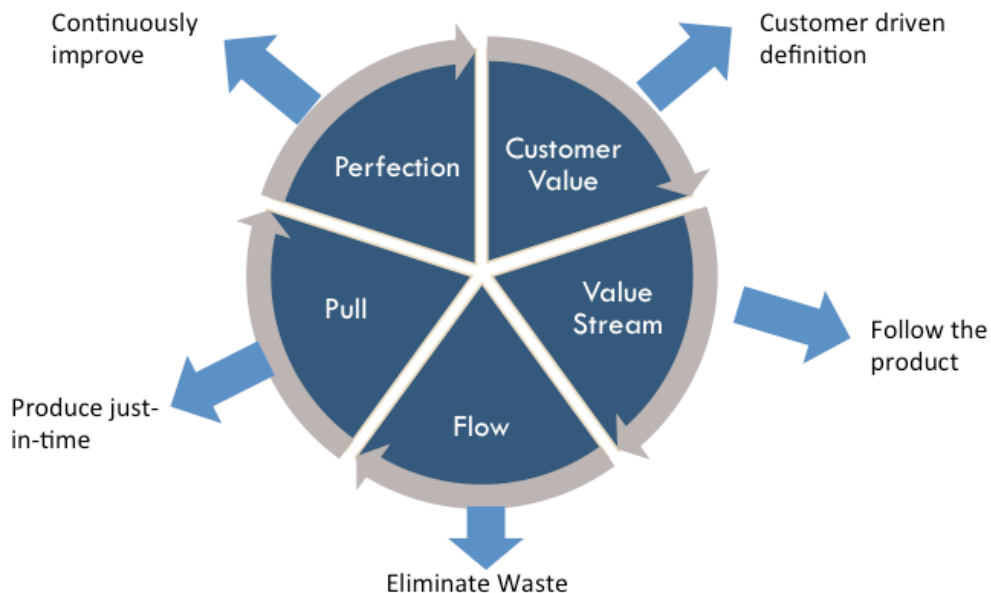 Continuously
improve
Customer driven
definition
Perfection
Customer
Value
Pull
Value
Stream
Follow the
product
Produce just-
in-time
Flow
Eliminate Waste